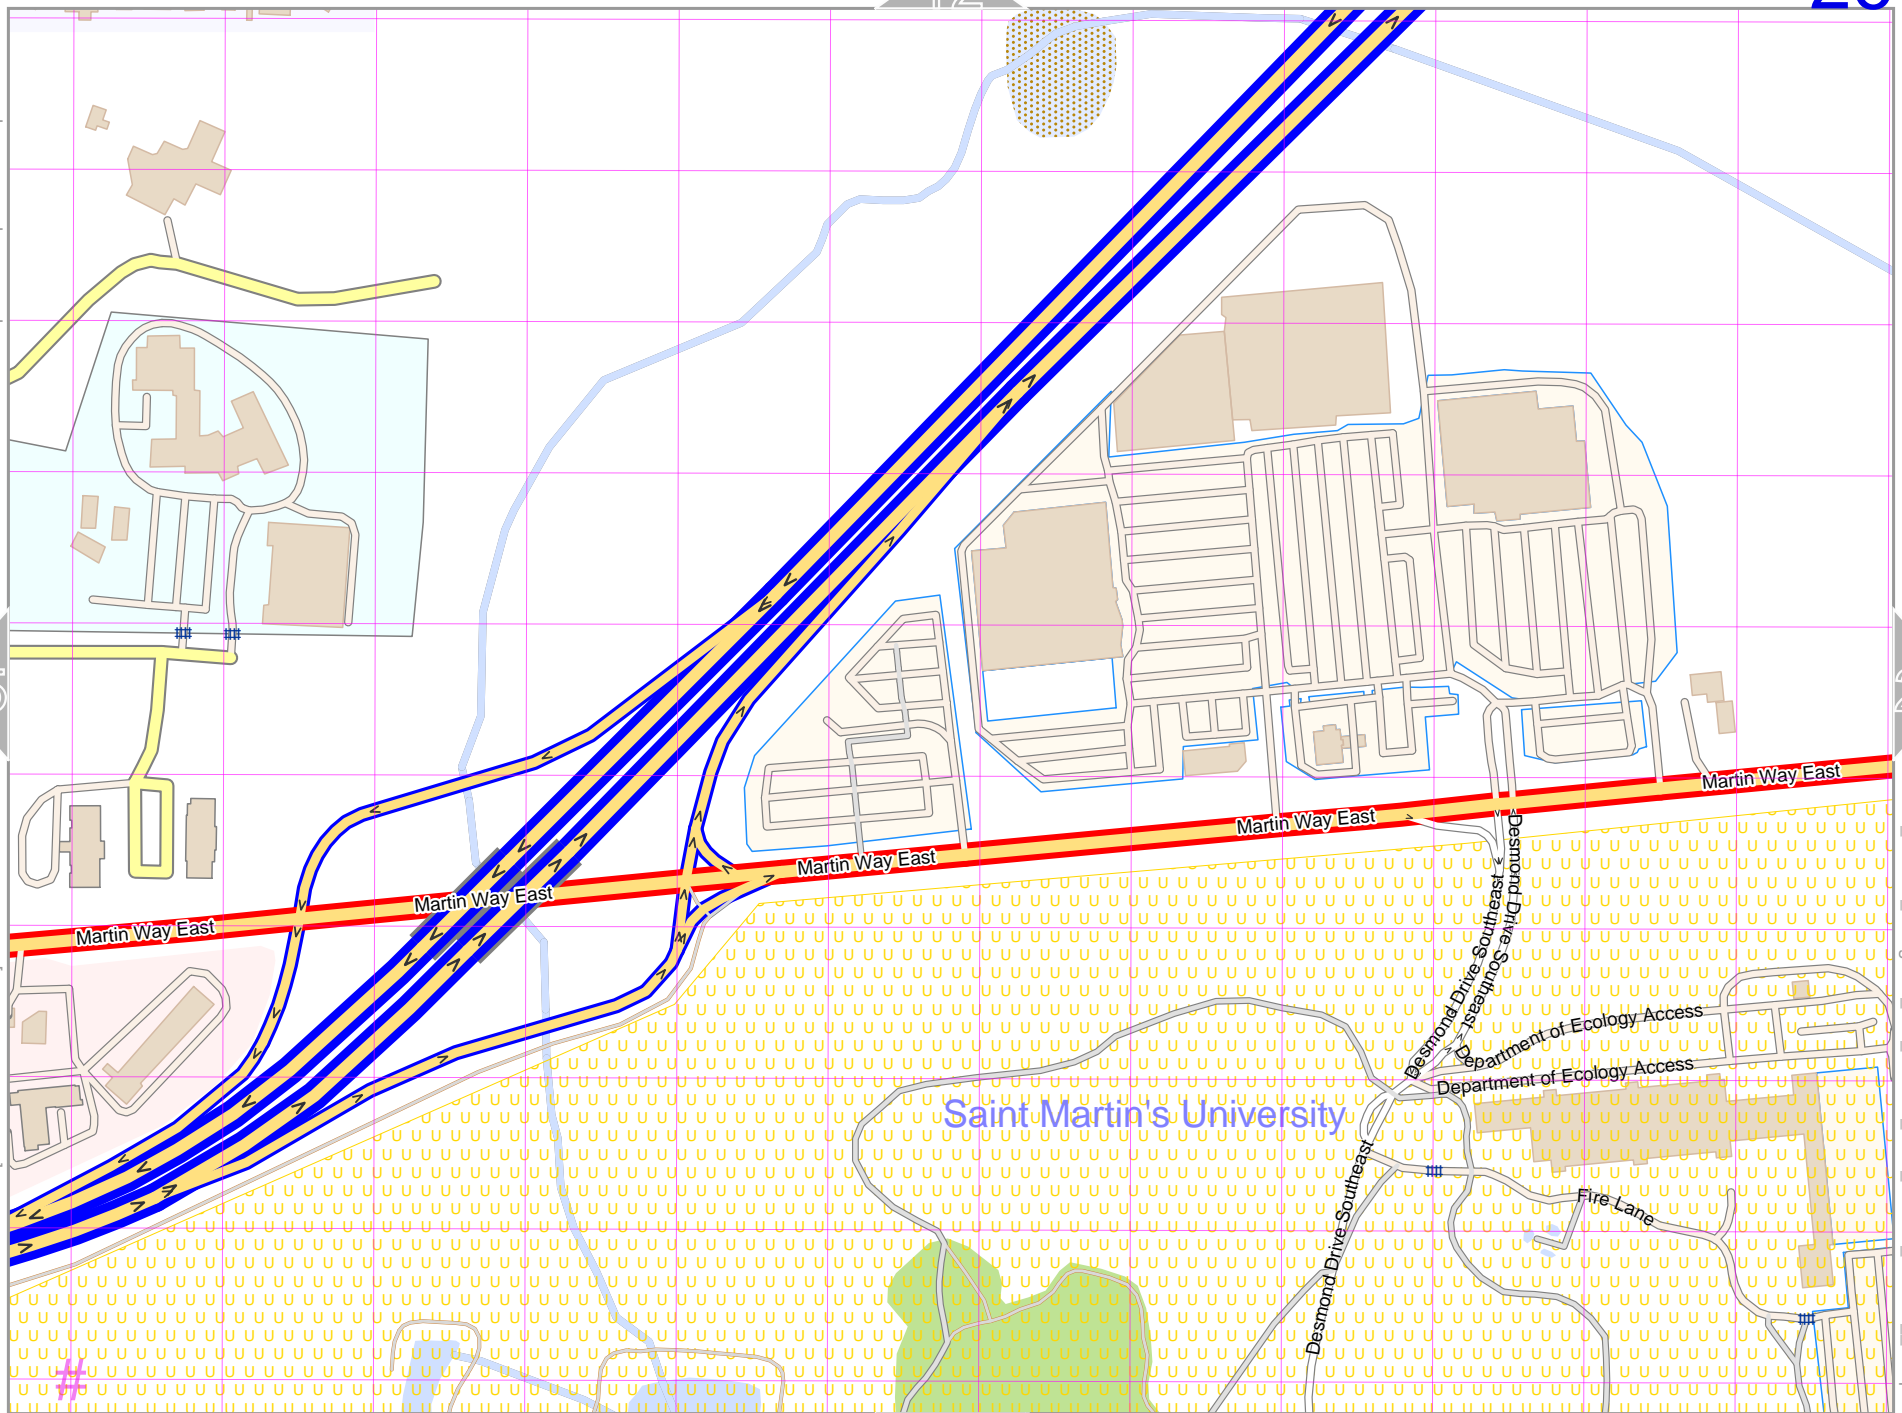 Martin Way East
Martin Way East
Martin Way East
Martin Way East
Martin Way East
Desmond Drive Southeast
Desmond Drive Southeast
Department of Ecology Access
Department of Ecology Access
Saint Martin's University
Desmond Drive Southeast
Fire Lane
#